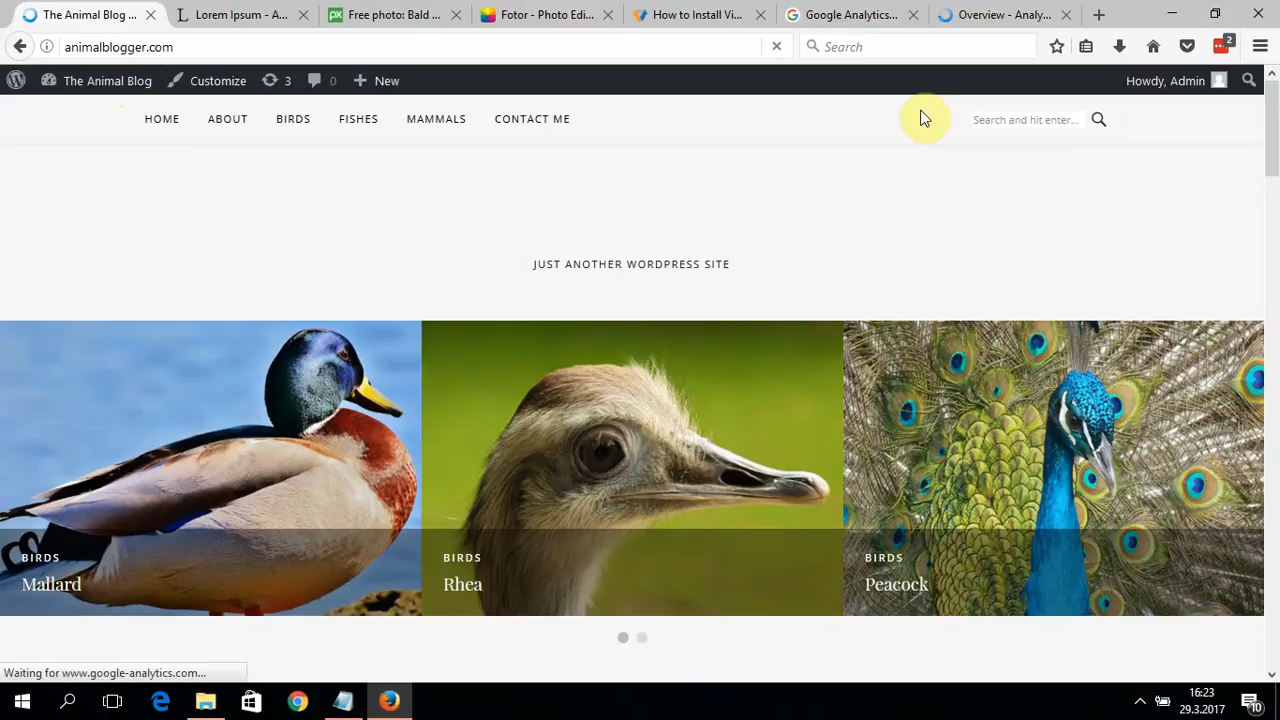 The Animal Blog ...
Lorem Ipsum - A...
Free photo: Bald ...
Fotor - Photo Edi...
How to Install Vi...
Google Analytics...
Overview - Analy...
animalblogger.com
Search
2
The Animal Blog
Customize
3
0
New
Howdy, Admin
HOME
ABOUT
BIRDS
FISHES
MAMMALS
CONTACT ME
Search and hit enter...
JUST ANOTHER WORDPRESS SITE
BIRDS
Mallard
BIRDS
Rhea
BIRDS
Peacock
Waiting for www.google-analytics.com...
16:23
29.3.2017
10